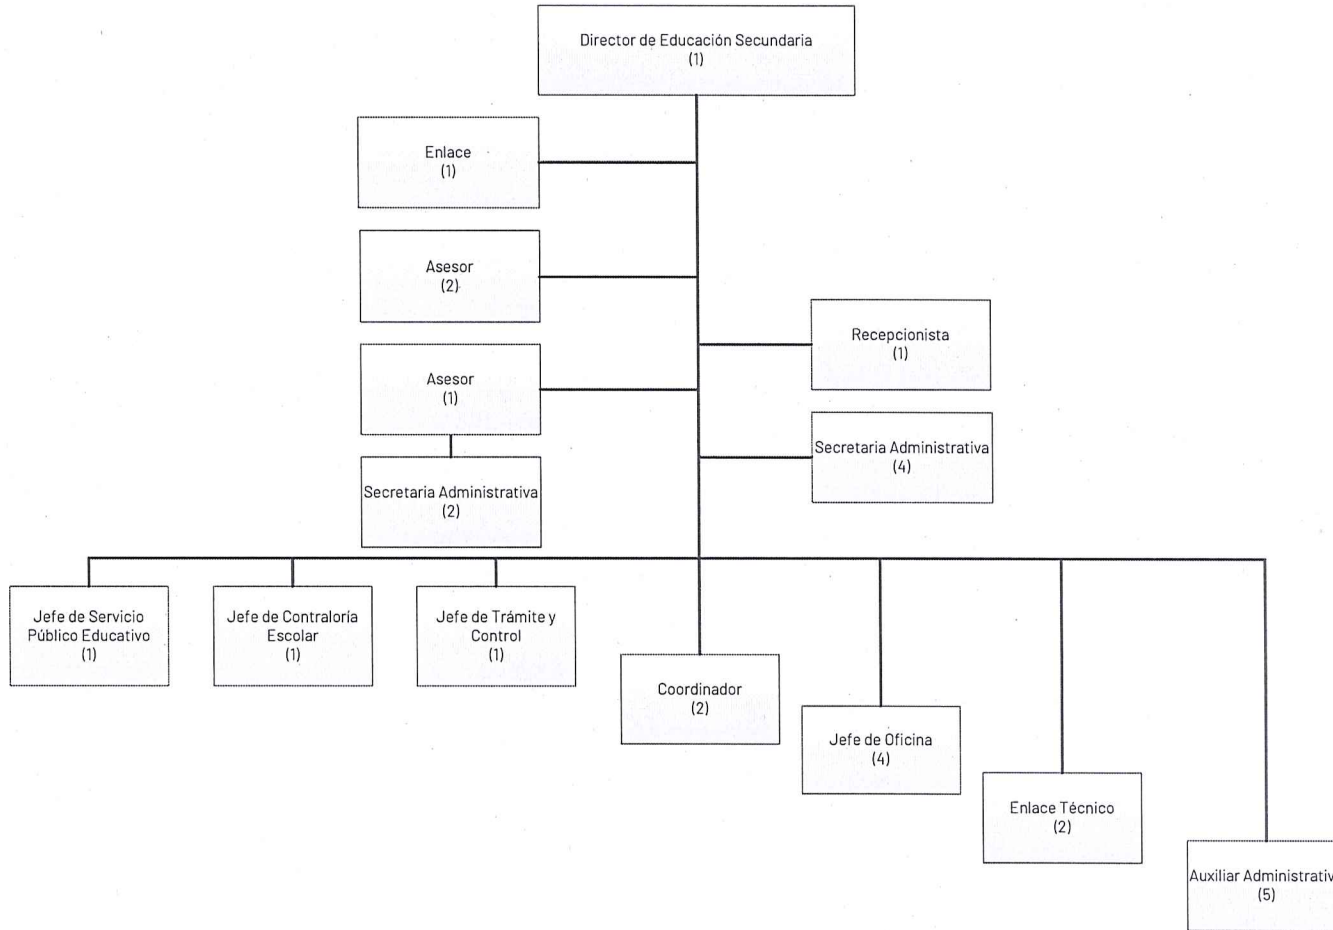 Director de Educación Secundaria
(1)
Enlace
(1)
Asesor
(2)
Recepcionista
(1)
Asesor
(1)
Secretaria Administrativa
(4)
Secretaria Administrativa
(2)
Jefe de Servicio
Público Educativo
(1)
Jefe de Contraloría
Escolar
(1)
Jefe de Trámite y
Control
(1)
Coordinador
(2)
Jefe de Oficina
(4)
Enlace Técnico
(2)
Auxiliar Administrativ
(5)